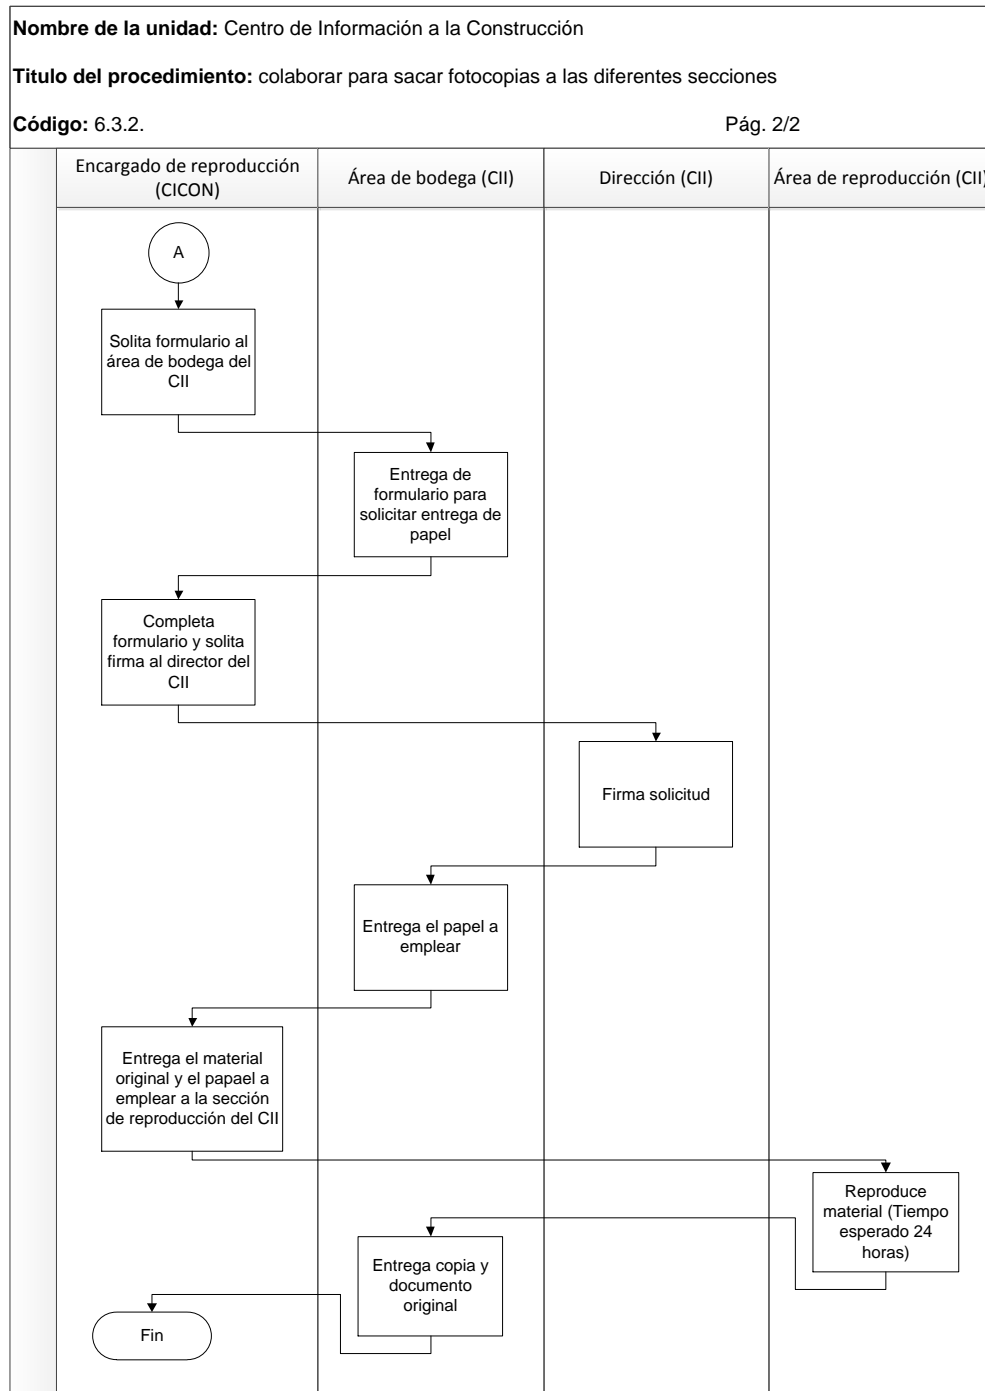 Nombre de la unidad: Centro de Información a la Construcción
Titulo del procedimiento: colaborar para sacar fotocopias a las diferentes secciones
Código: 6.3.2. Pág. 2/2
Encargado de reproducción
(CICON)
Área de bodega (CII)
Dirección (CII)
Área de reproducción (CII)
A
Solita formulario al
área de bodega del
CII
Entrega de
formulario para
solicitar entrega de
papel
Completa
formulario y solita
firma al director del
CII
Firma solicitud
Entrega el papel a
emplear
Entrega el material
original y el papael a
emplear a la sección
de reproducción del CII
Reproduce
material (Tiempo
esperado 24
horas)
Entrega copia y
documento
original
Fin